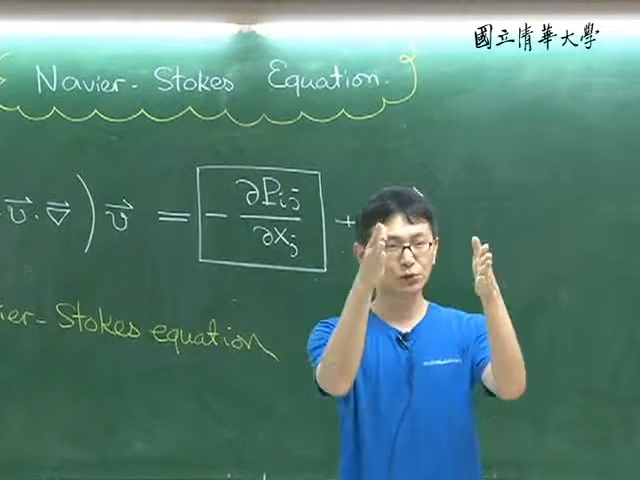 國立清華大學
Navier-Stokes Equation.
v⃗·∇⃗) v⃗ = - ∂Pij/∂xj +
ier-Stokes equation